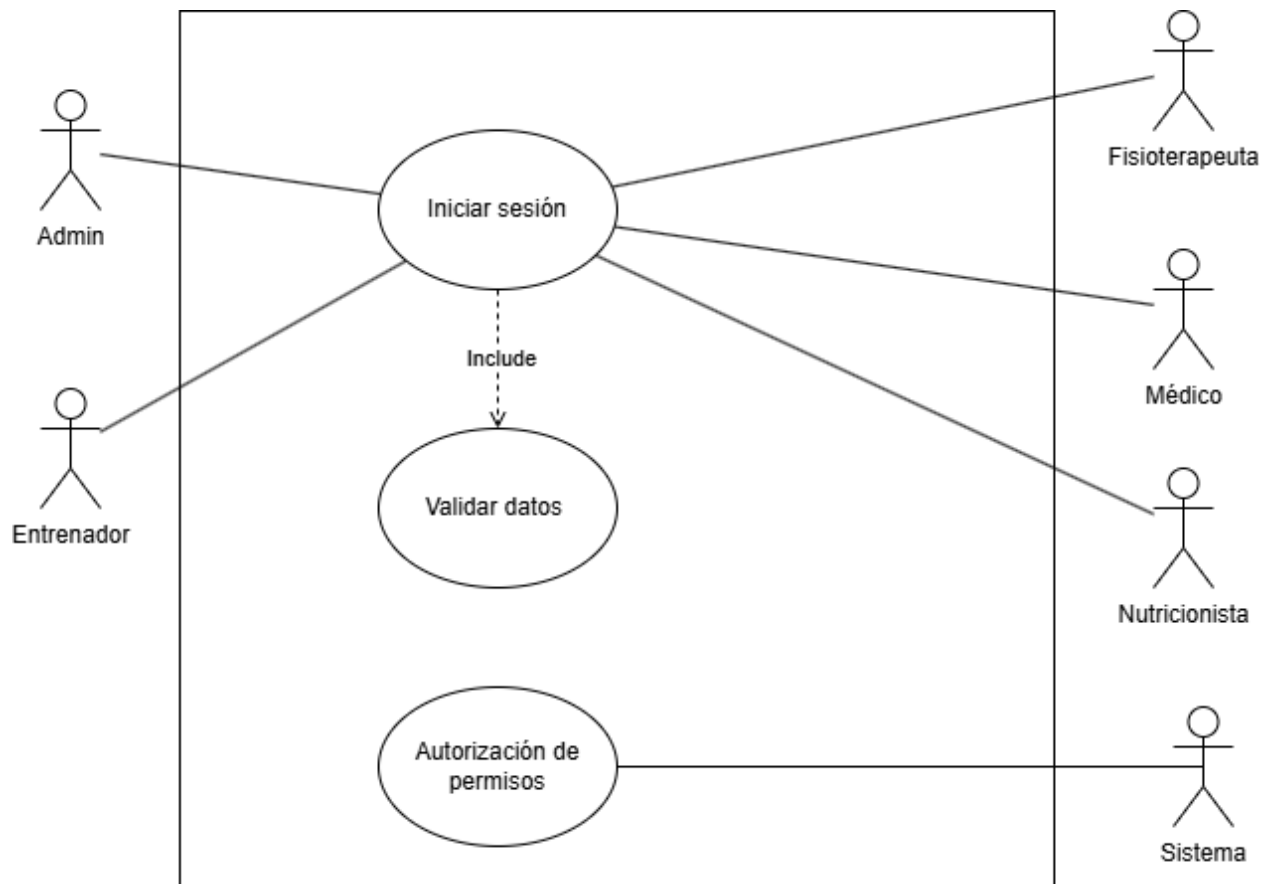 Fisioterapeuta
Iniciar sesión
Admin
Include
Médico
Validar datos
Entrenador
Nutricionista
Autorización de
permisos
Sistema